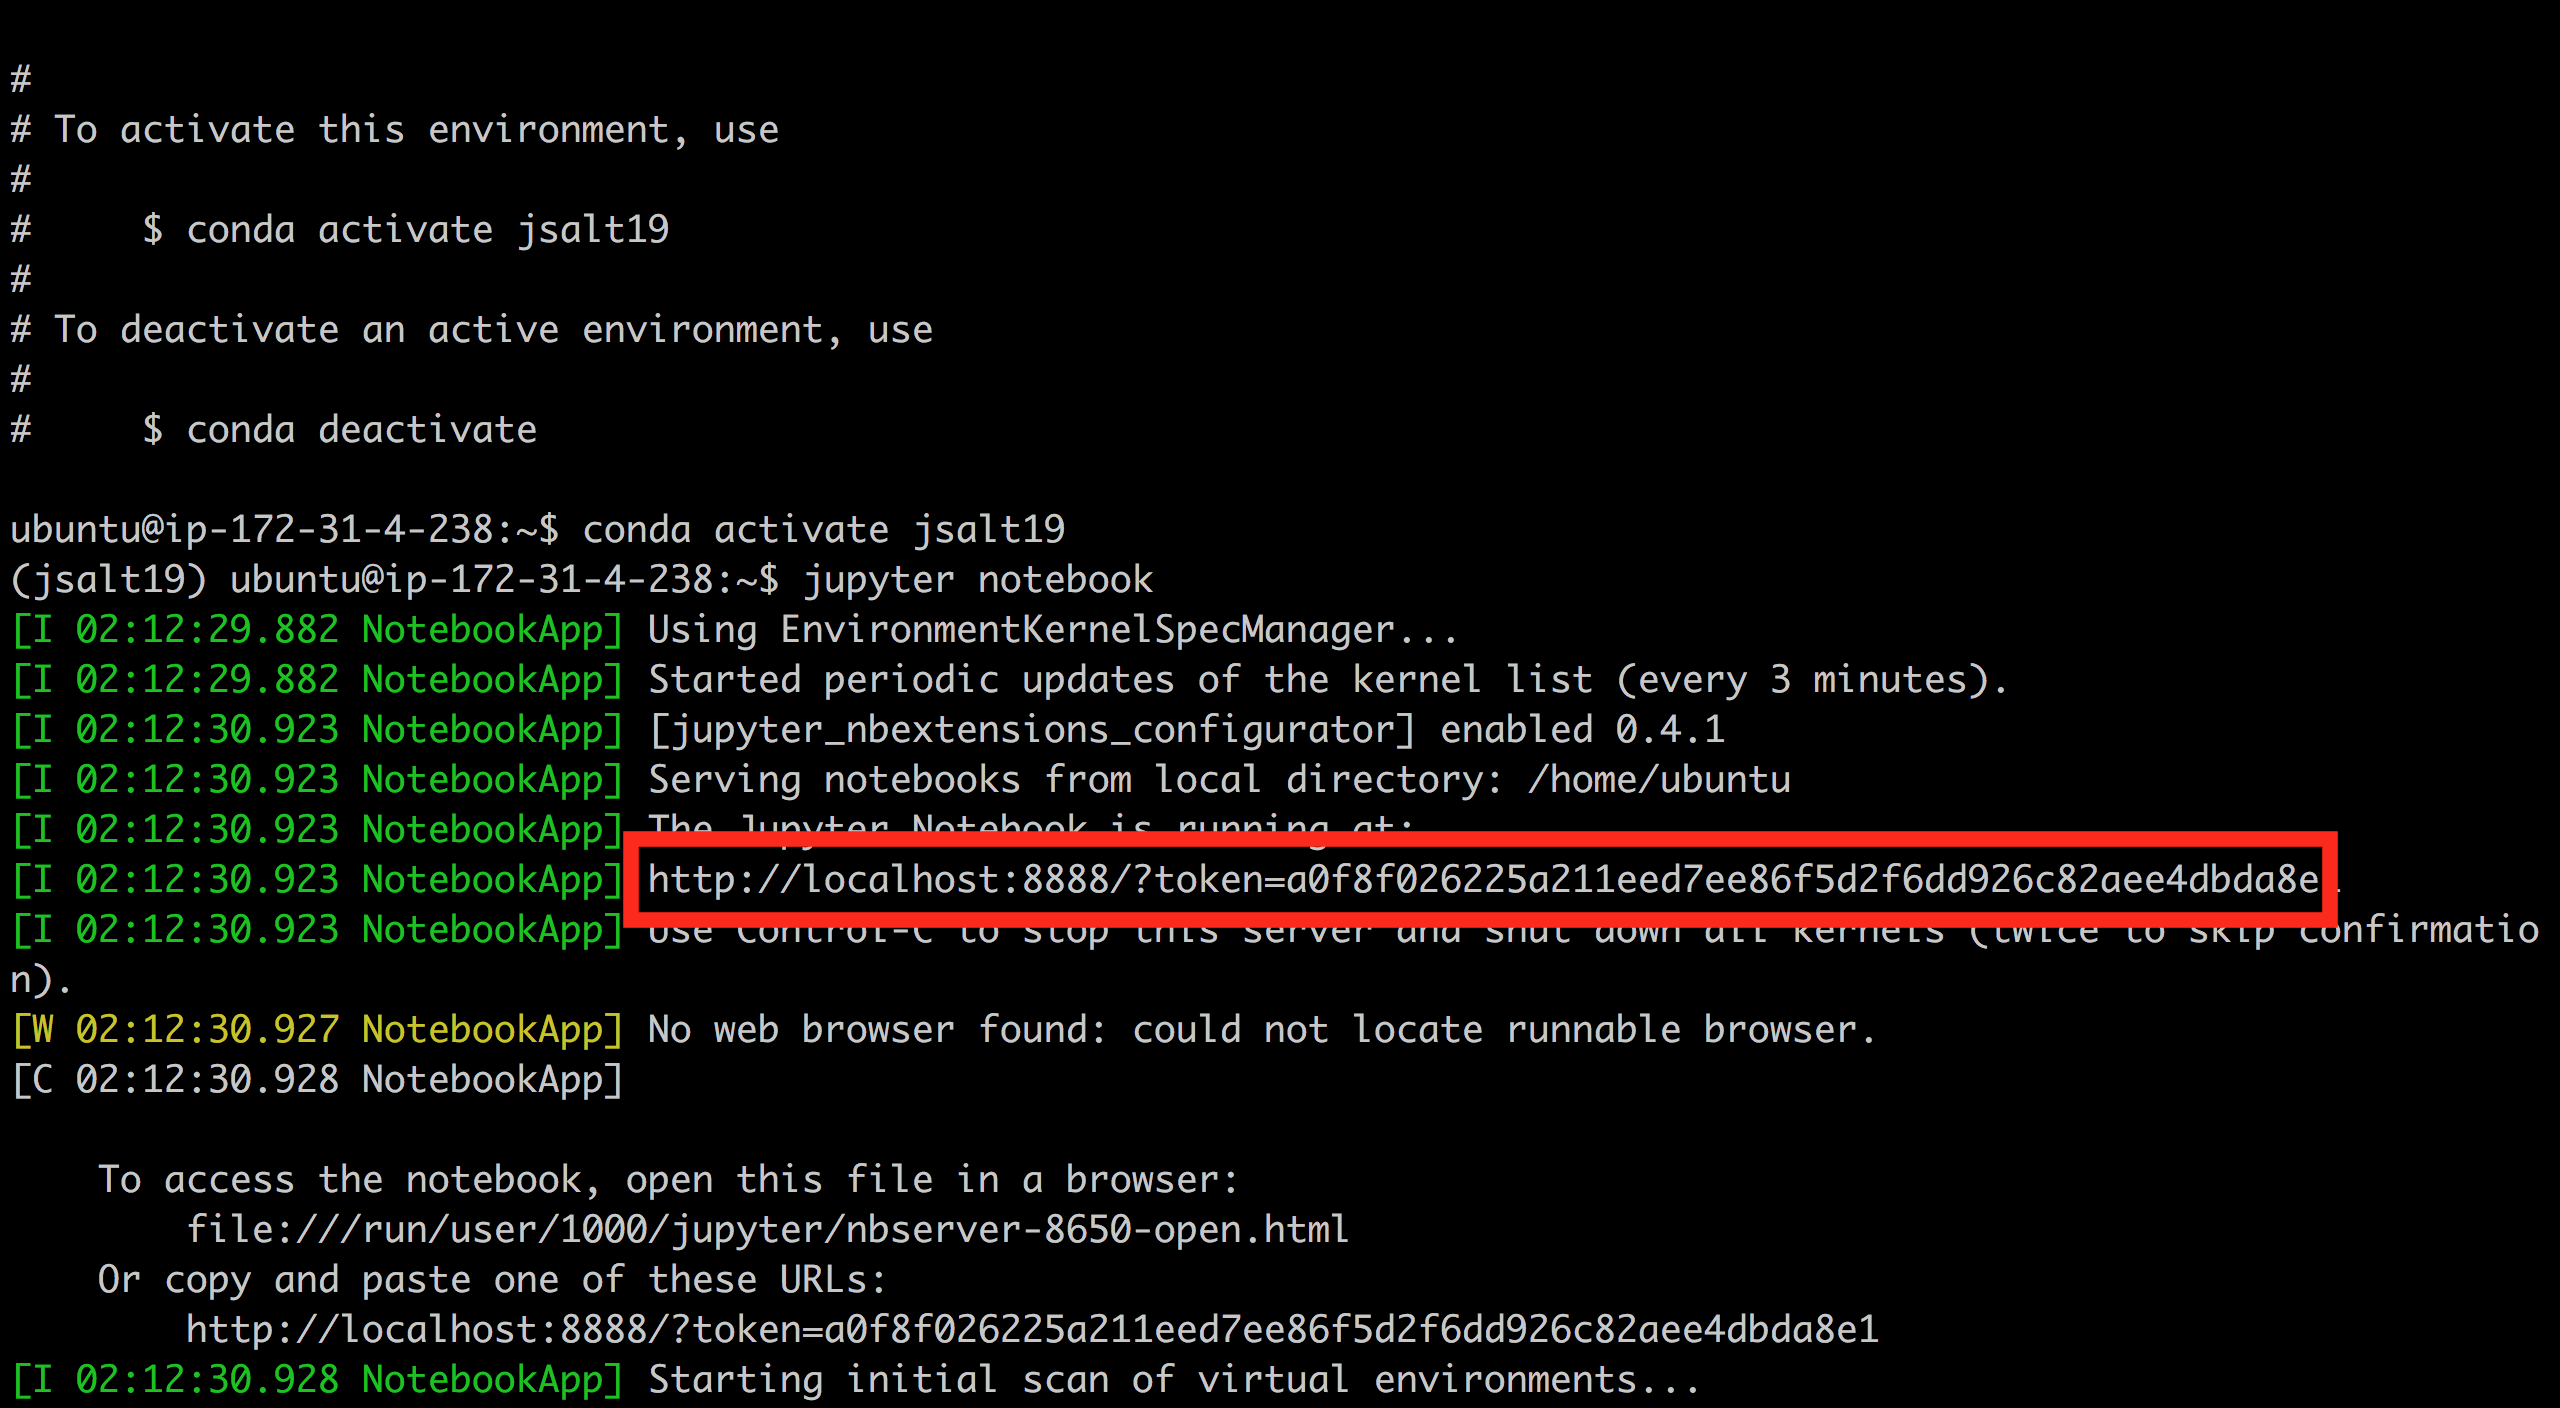 #
# To activate this environment, use
#
#     $ conda activate jsalt19
#
# To deactivate an active environment, use
#
#     $ conda deactivate
ubuntu@ip-172-31-4-238:~$ conda activate jsalt19
(jsalt19) ubuntu@ip-172-31-4-238:~$ jupyter notebook
[I 02:12:29.882 NotebookApp] Using EnvironmentKernelSpecManager...
[I 02:12:29.882 NotebookApp] Started periodic updates of the kernel list (every 3 minutes).
[I 02:12:30.923 NotebookApp] [jupyter_nbextensions_configurator] enabled 0.4.1
[I 02:12:30.923 NotebookApp] Serving notebooks from local directory: /home/ubuntu
[I 02:12:30.923 NotebookApp] The Jupyter Notebook is running at:
[I 02:12:30.923 NotebookApp] http://localhost:8888/?token=a0f8f026225a211eed7ee86f5d2f6dd926c82aee4dbda8e1
[I 02:12:30.923 NotebookApp] Use Control-C to stop this server and shut down all kernels (twice to skip confirmatio
n).
[W 02:12:30.927 NotebookApp] No web browser found: could not locate runnable browser.
[C 02:12:30.928 NotebookApp]
    To access the notebook, open this file in a browser:
        file:///run/user/1000/jupyter/nbserver-8650-open.html
    Or copy and paste one of these URLs:
        http://localhost:8888/?token=a0f8f026225a211eed7ee86f5d2f6dd926c82aee4dbda8e1
[I 02:12:30.928 NotebookApp] Starting initial scan of virtual environments...